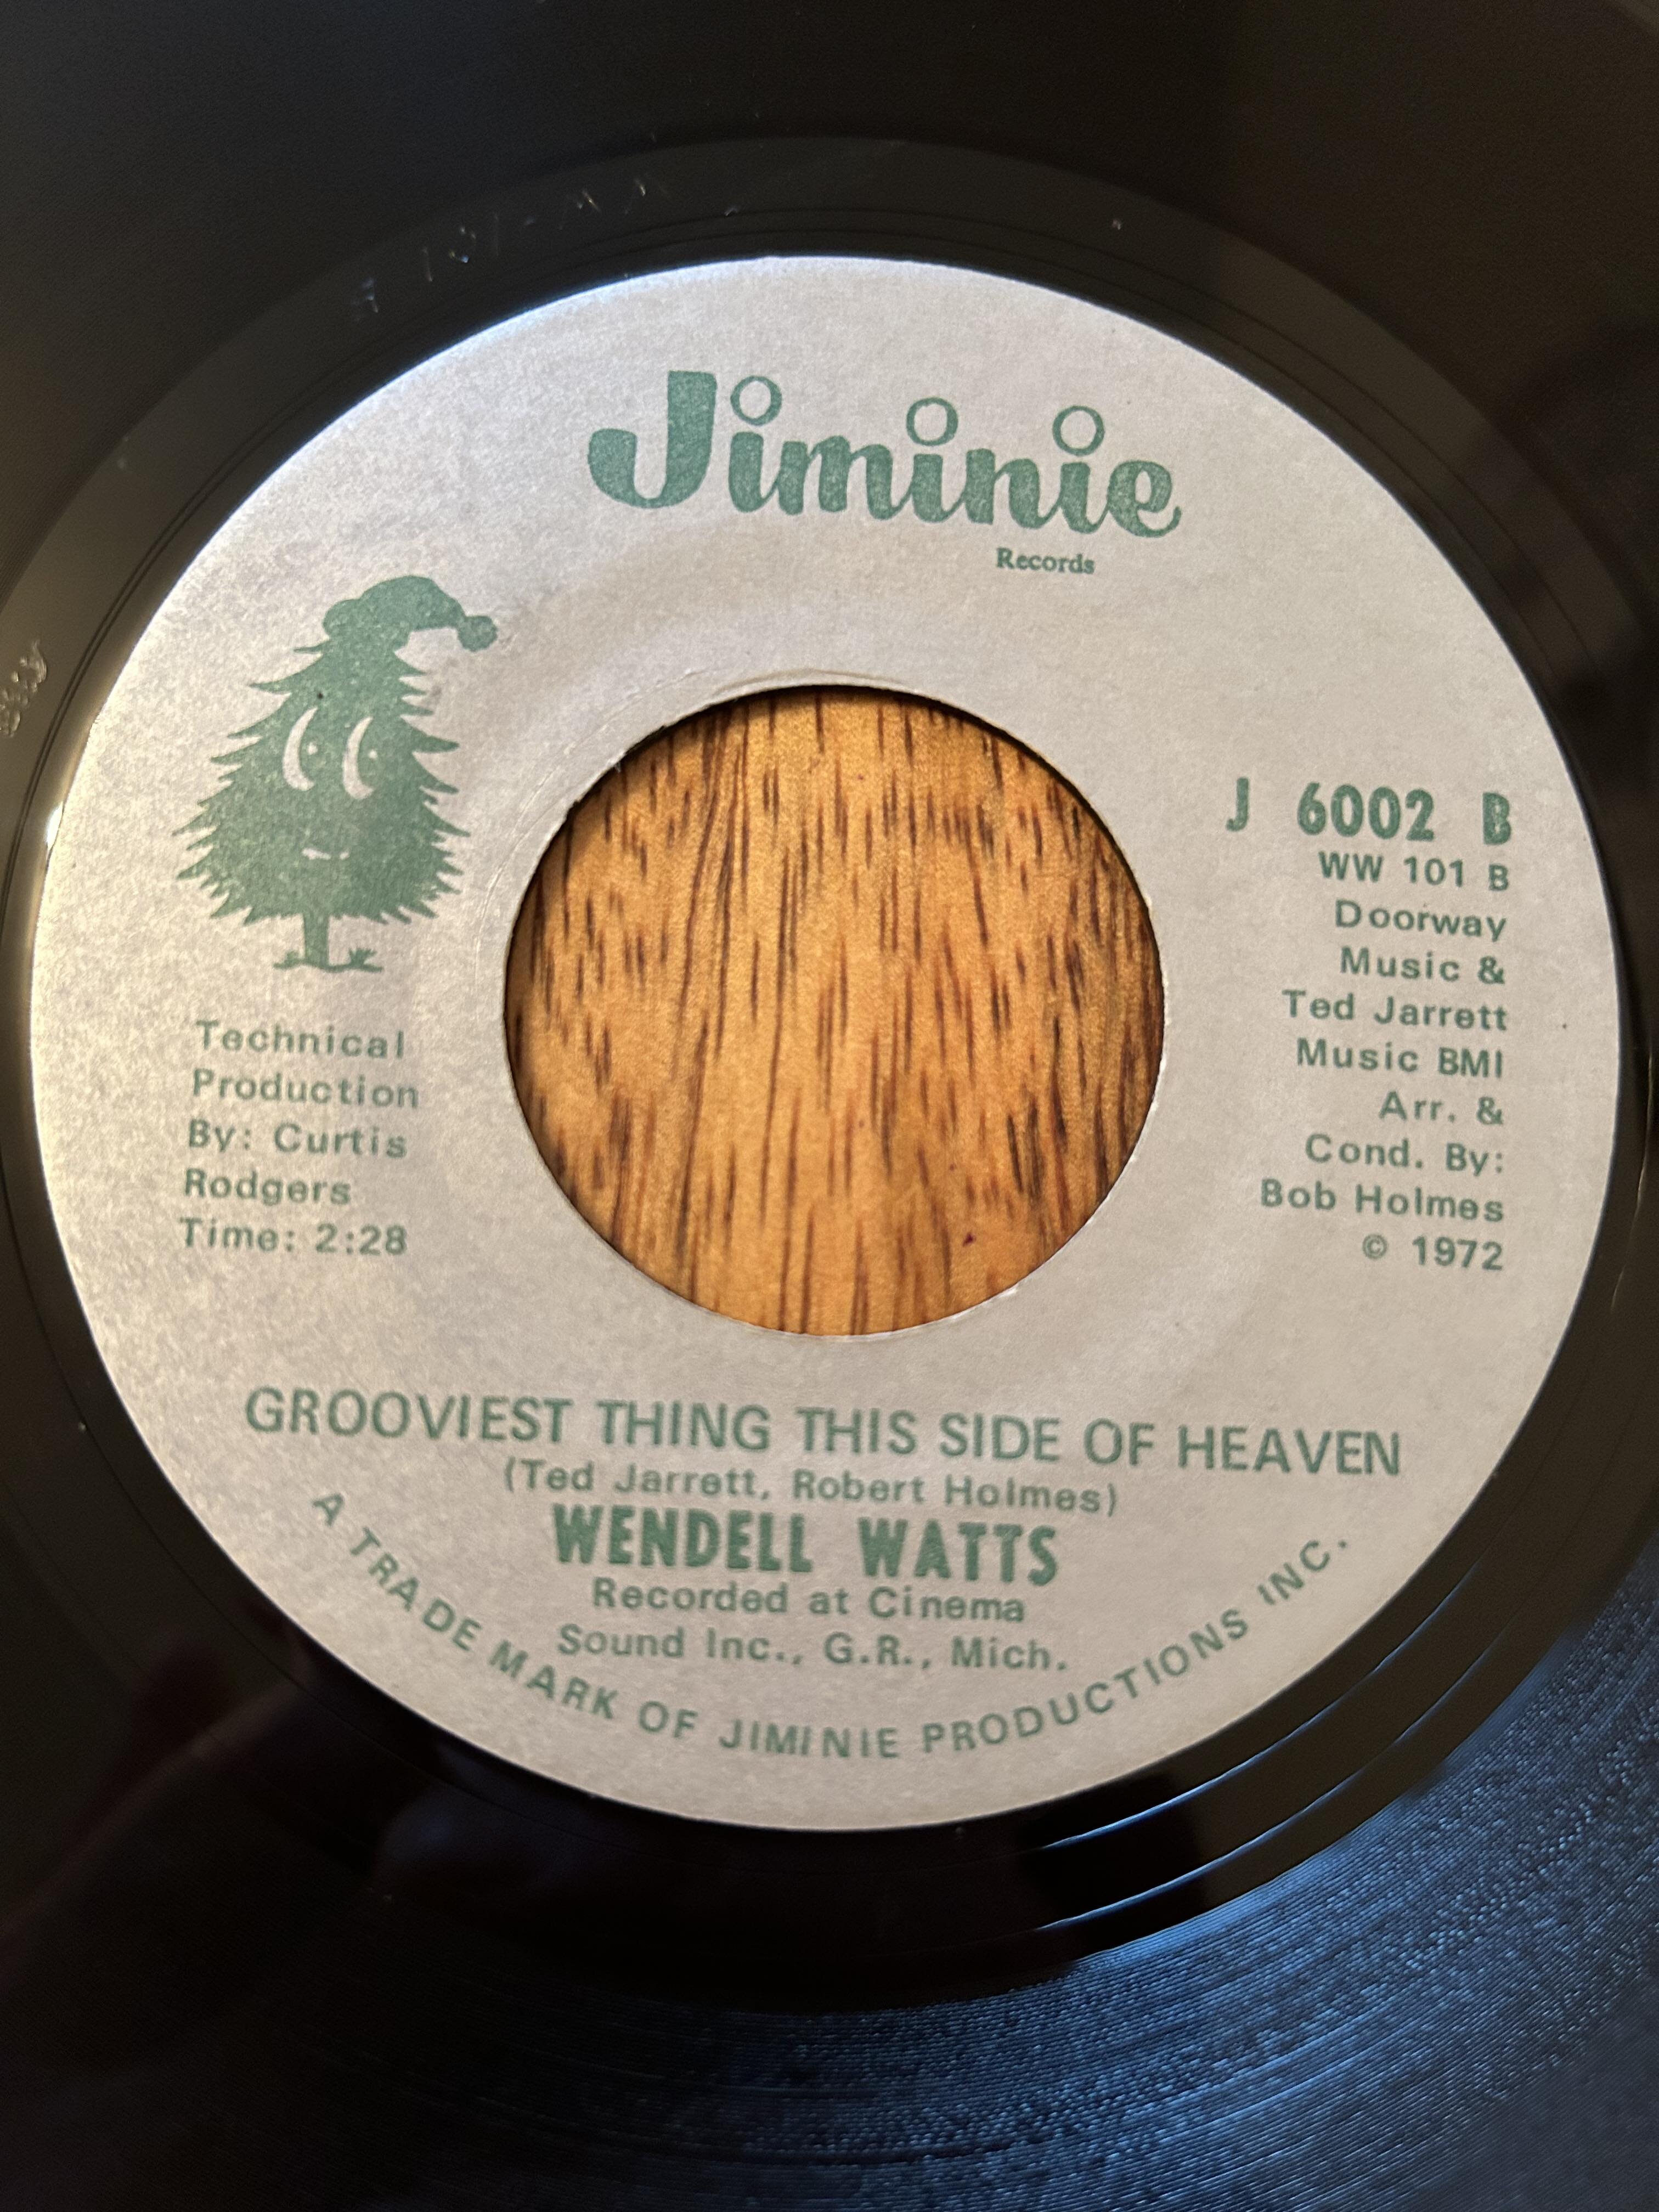 Jiminie
Records
J 6002 B
WW 101 B
Doorway
Music &
Ted Jarrett
Music BMI
Arr. &
Cond. By:
Bob Holmes
© 1972
Technical
Production
By: Curtis
Rodgers
Time: 2:28
GROOVIEST THING THIS SIDE OF HEAVEN
(Ted Jarrett, Robert Holmes)
WENDELL WATTS
Recorded at Cinema
Sound Inc., G.R., Mich.
A TRADE MARK OF JIMINIE PRODUCTIONS INC.